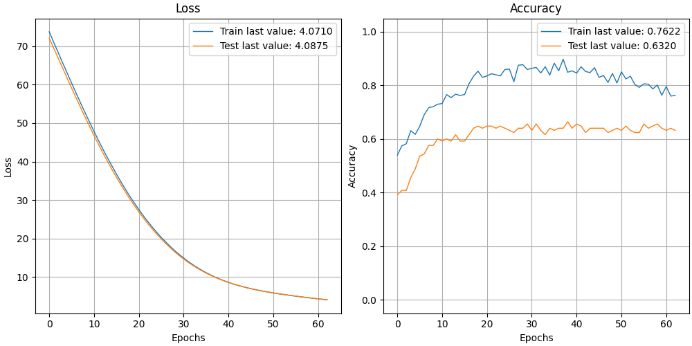 Loss
Train last value: 4.0710
Test last value: 4.0875
70
60
50
40
30
20
10
Loss
0
10
20
30
40
50
60
Epochs
Accuracy
Train last value: 0.7622
Test last value: 0.6320
1.0
0.8
0.6
0.4
0.2
0.0
Accuracy
0
10
20
30
40
50
60
Epochs